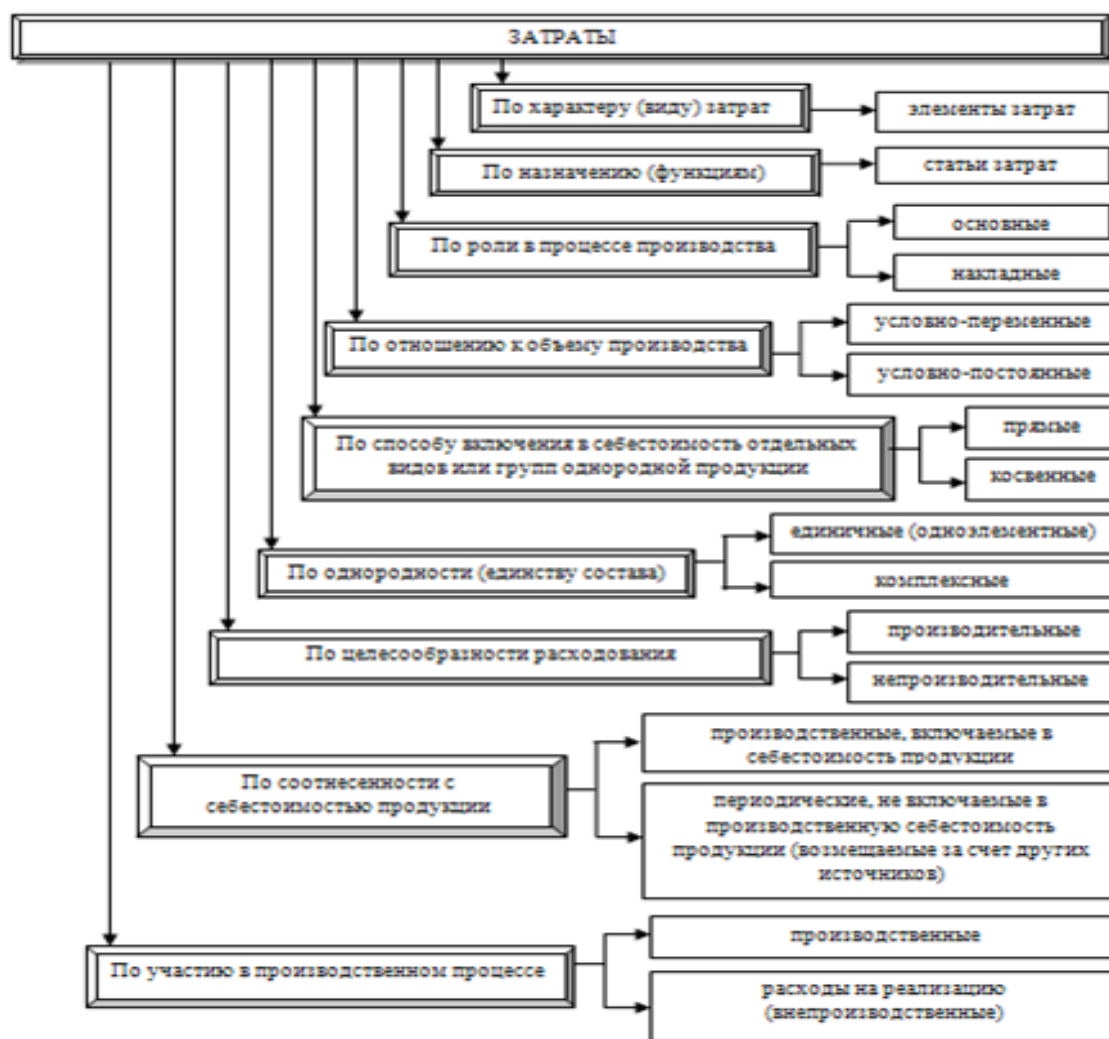 ЗАТРАТЫ
По характеру (виду) затрат
элементы затрат
По назначению (функциям)
статьи затрат
По роли в процессе производства
основные
накладные
По отношению к объему производства
условно-переменные
условно-постоянные
По способу включения в себестоимость отдельных
видов или групп однородной продукции
прямые
косвенные
По однородности (единству состава)
единичные (одноэлементные)
комплексные
По целесообразности расходования
производительные
непроизводительные
По соотнесенности с
себестоимостью продукции
производственные, включаемые в
себестоимость продукции
периодические, не включаемые в
производственную себестоимость
продукции (возмещаемые за счет других
источников)
По участию в производственном процессе
производственные
расходы на реализацию
(внепроизводственные)